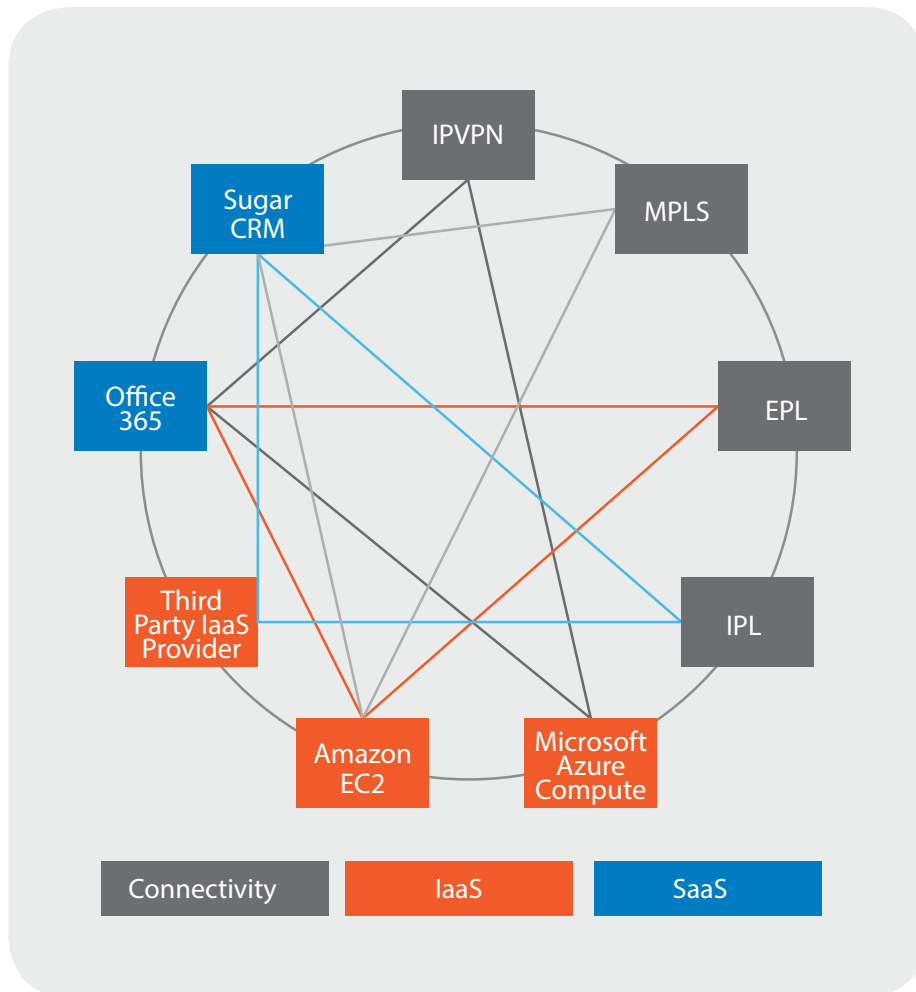 IPVPN
Sugar
CRM
MPLS
Office
365
EPL
Third
Party IaaS
Provider
IPL
Amazon
EC2
Microsoft
Azure
Compute
Connectivity
IaaS
SaaS